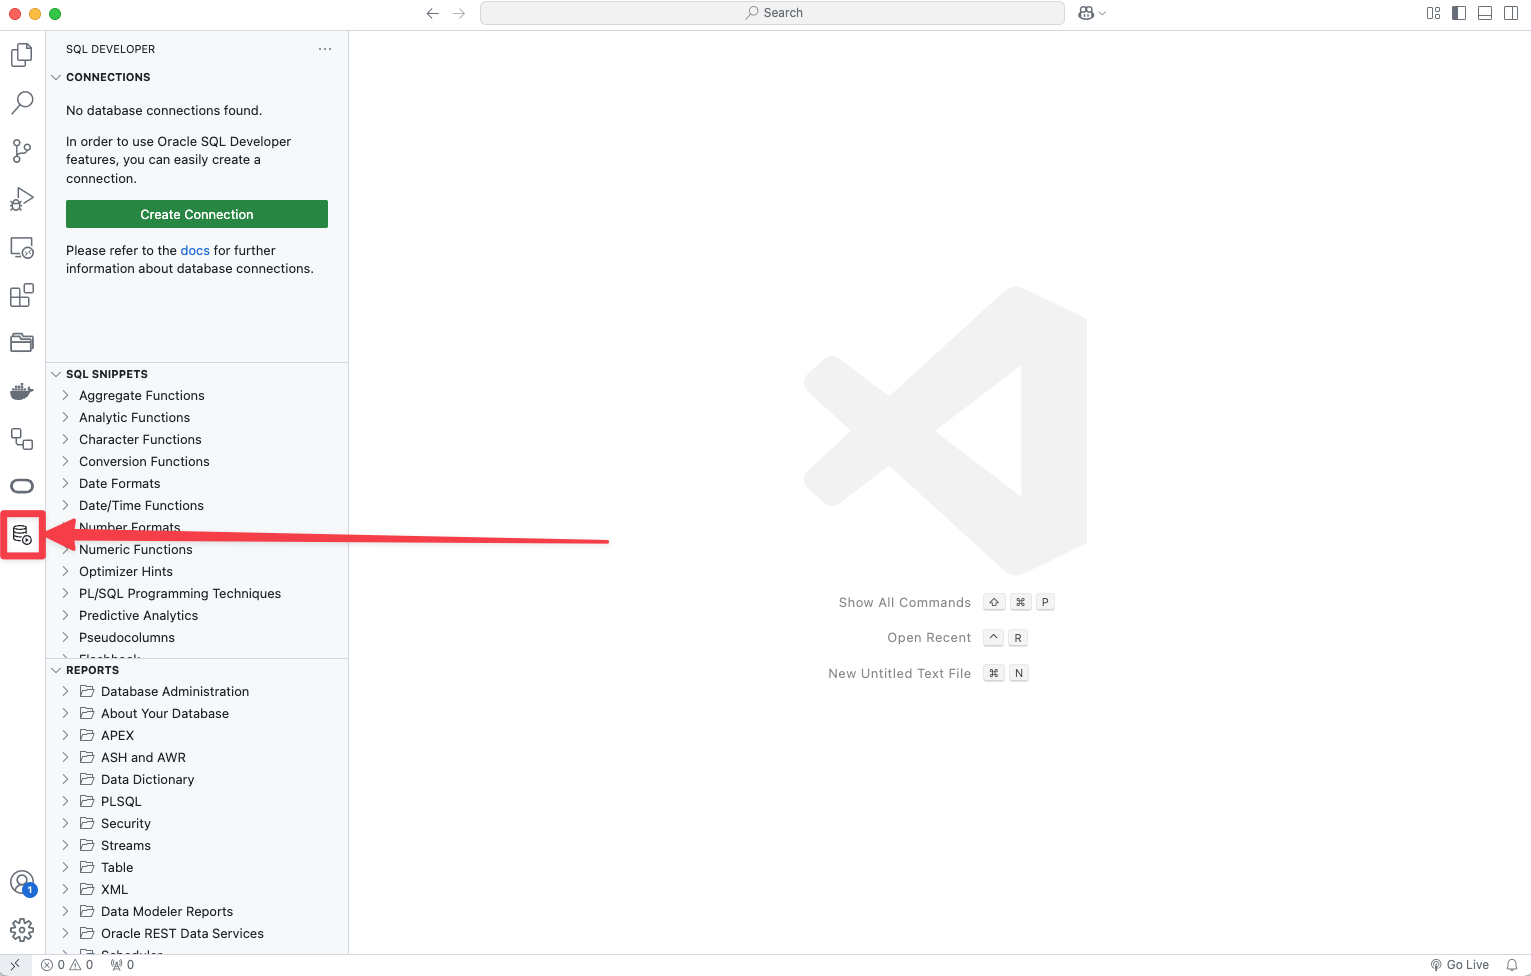 Search
SQL DEVELOPER
CONNECTIONS
No database connections found.
In order to use Oracle SQL Developer
features, you can easily create a
connection.
Create Connection
Please refer to the docs for further
information about database connections.
SQL SNIPPETS
Aggregate Functions
Analytic Functions
Character Functions
Conversion Functions
Date Formats
Date/Time Functions
Number Formats
Numeric Functions
Optimizer Hints
PL/SQL Programming Techniques
Predictive Analytics
Pseudocolumns
Flashback
REPORTS
Database Administration
About Your Database
APEX
ASH and AWR
Data Dictionary
PLSQL
Security
Streams
Table
XML
Data Modeler Reports
Oracle REST Data Services
Scheduler
Show All Commands ⇧ ⌘ P
Open Recent ^ R
New Untitled Text File ⌘ N
1
0 0 0
Go Live